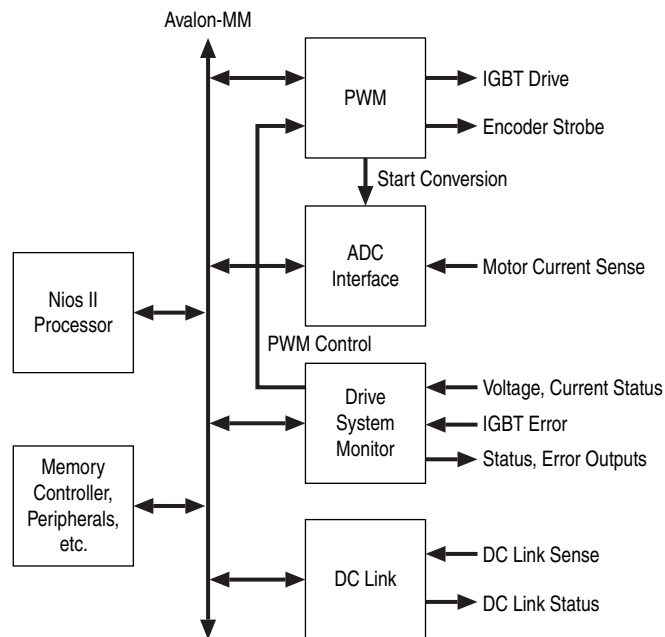 Avalon-MM
PWM
IGBT Drive
Encoder Strobe
Start Conversion
ADC
Interface
Motor Current Sense
Nios II
Processor
PWM Control
Drive
System
Monitor
Voltage, Current Status
IGBT Error
Status, Error Outputs
Memory
Controller,
Peripherals,
etc.
DC Link
DC Link Sense
DC Link Status